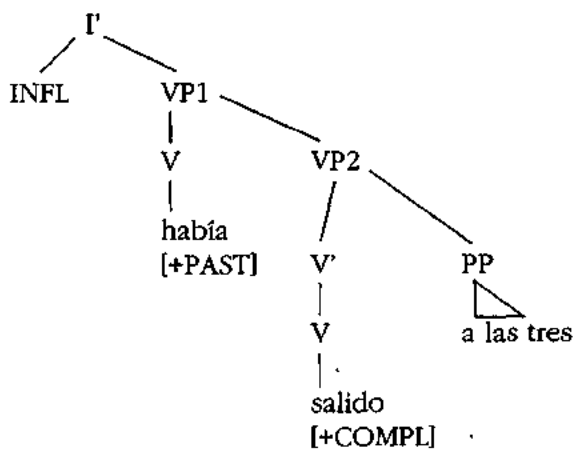 I'
INFL VP1
V VP2
había
[+PAST] V' PP
V a las tres
salido
[+COMPL]